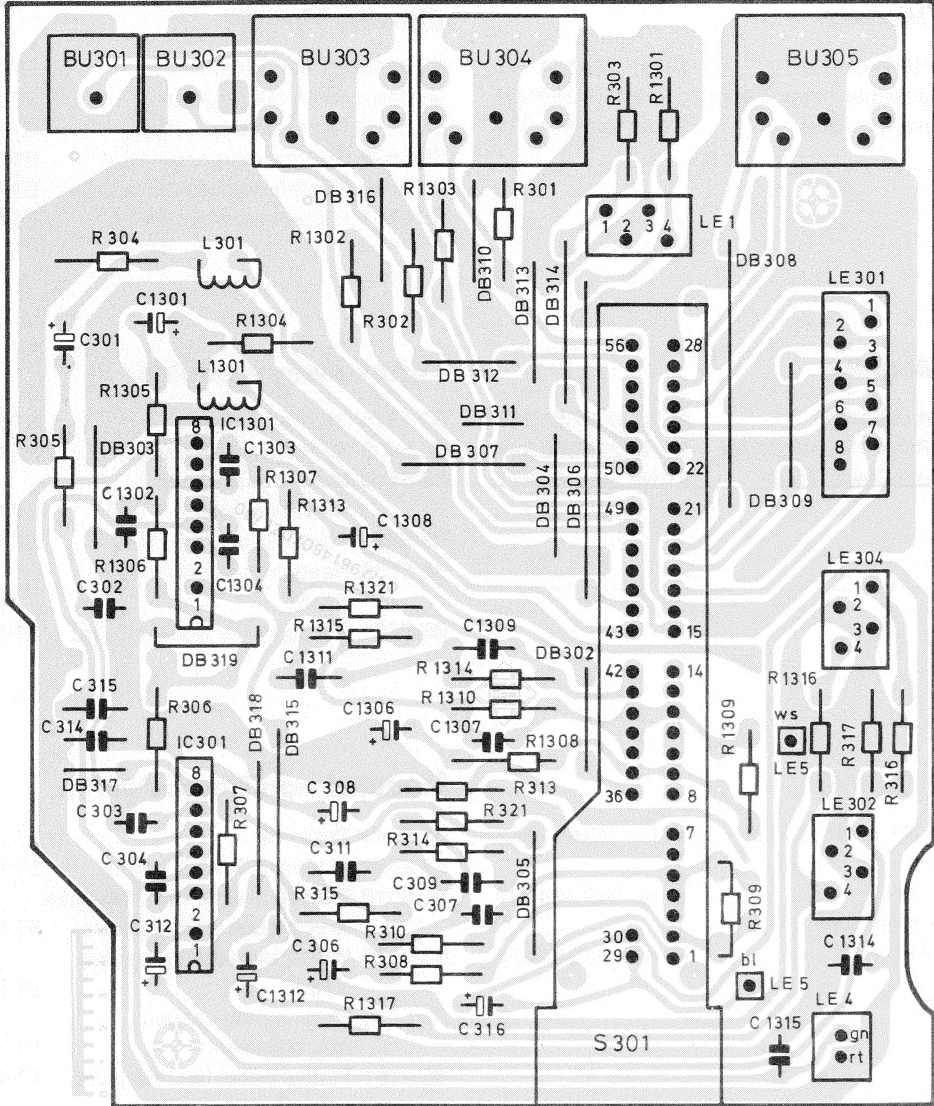 BU301
BU302
BU303
BU304
BU305
R303
R1301
DB316
R1303
R301
1
2
3
4
LE1
R304
L301
R1302
DB310
DB313
DB314
DB308
LE301
1
2
3
4
5
6
7
8
C1301
+
+
C301
+
R1304
R302
56
28
DB312
L1301
R1305
IC1301
DB311
R305
DB303
8
C1303
DB307
50
22
R1307
DB304
DB306
DB309
C1302
R1313
C1308
+
49
21
R1306
2
C1304
LE304
1
2
3
4
C302
1
R1321
R1315
43
15
DB319
C1309
DB302
C1311
R1314
42
14
R1316
C315
R306
DB318
DB315
R1310
C314
C1306
+
C1307
R1309
ws
LE5
R317
R316
IC301
R1308
DB317
8
R307
C308
+
R313
36
8
LE302
1
2
3
4
C303
R321
7
C311
R314
C304
C309
DB305
R315
C307
R309
C312
2
1
R310
30
29
1
C306
+
R308
C1314
+
+
C1312
bl
LE5
LE4
R1317
+
C316
S301
C1315
gn
rt